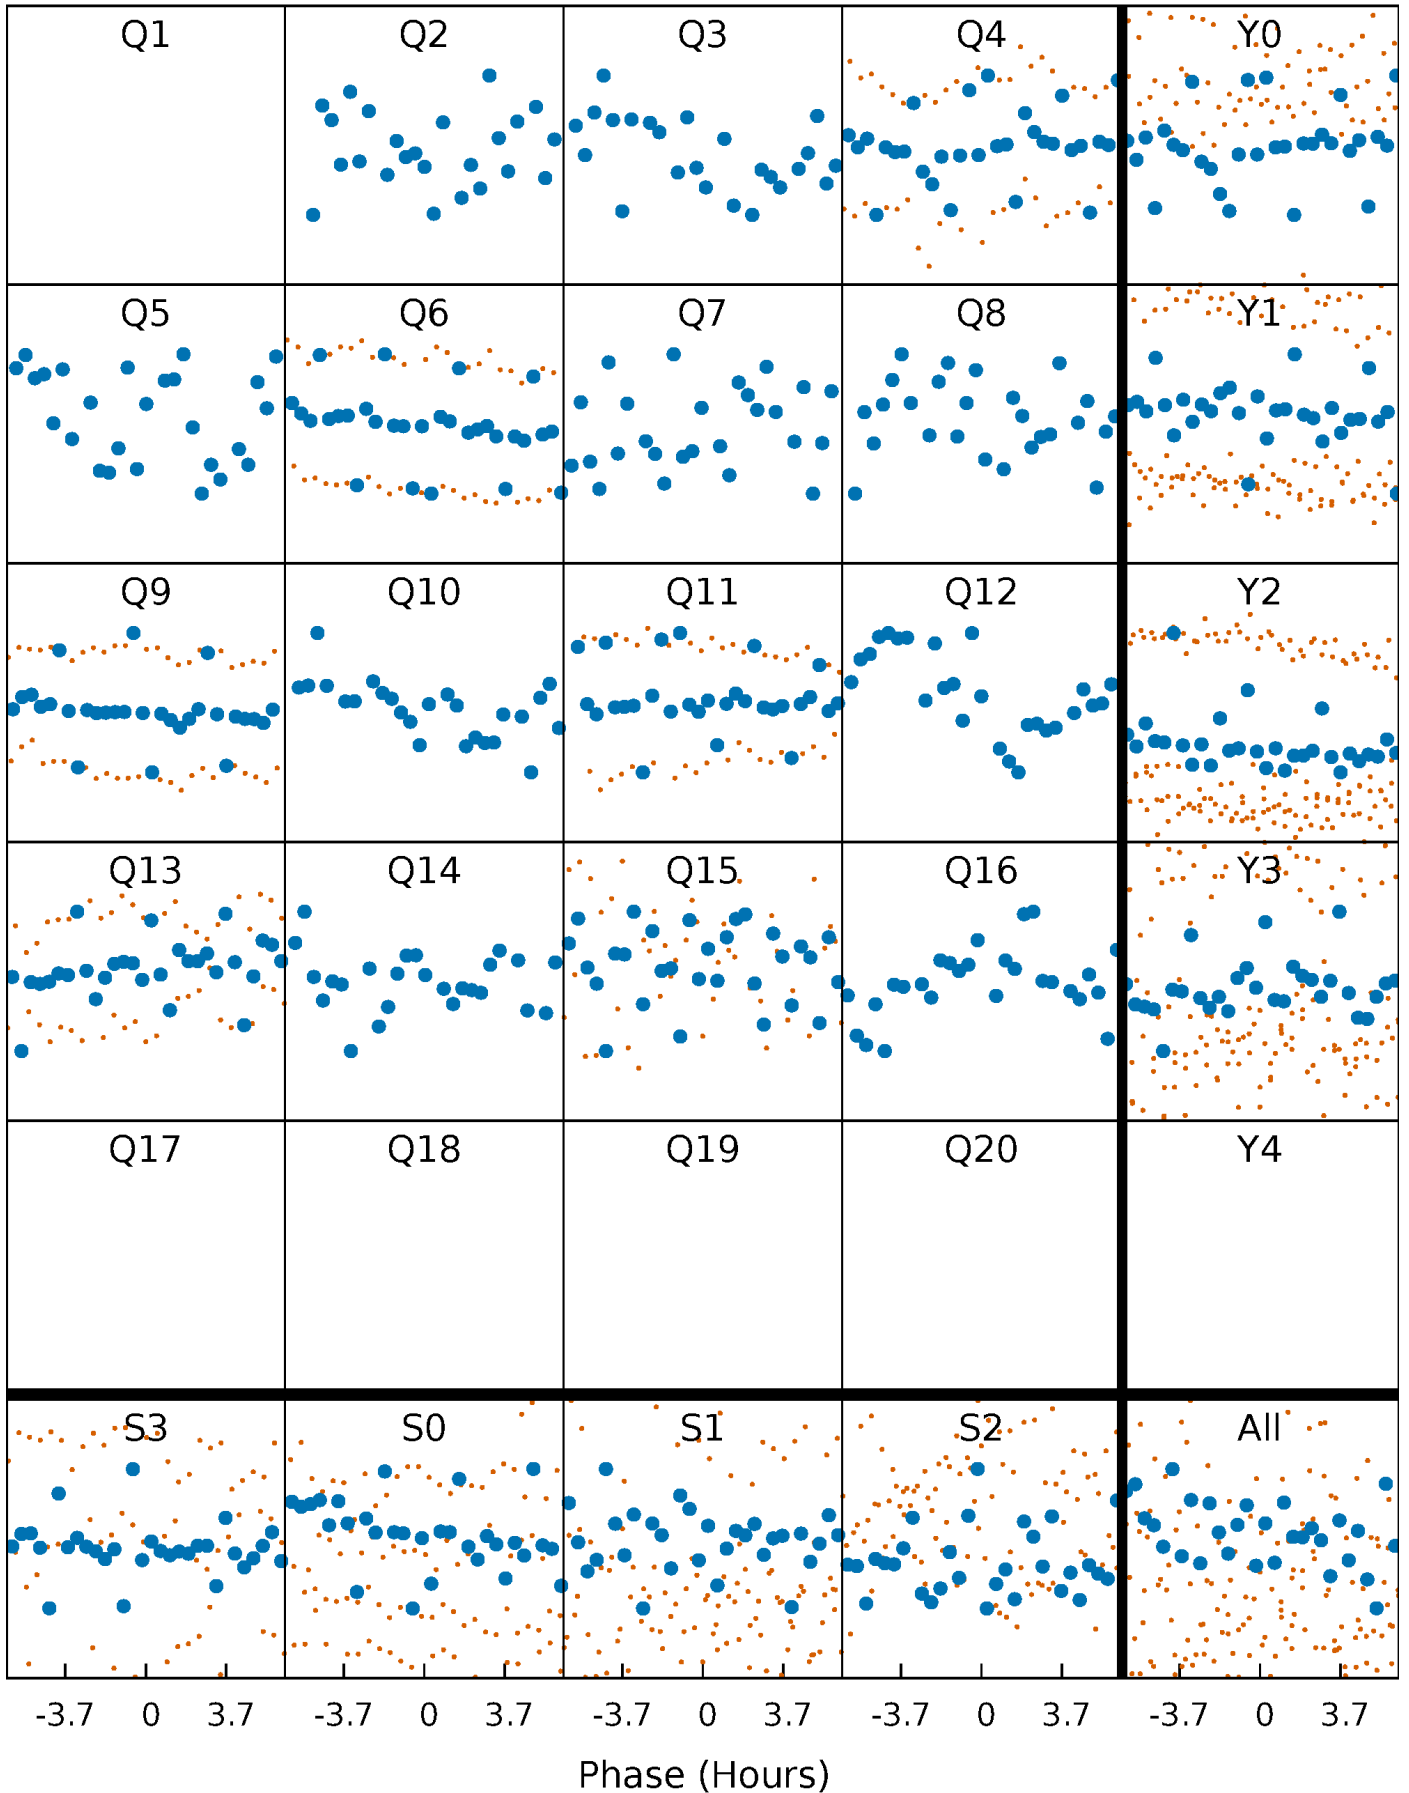 Q1 Q2 Q3 Q4 Y0
Q5 Q6 Q7 Q8 Y1
Q9 Q10 Q11 Q12 Y2
Q13 Q14 Q15 Q16 Y3
Q17 Q18 Q19 Q20 Y4
S3 S0 S1 S2 All
-3.7 0 3.7 -3.7 0 3.7 -3.7 0 3.7 -3.7 0 3.7 -3.7 0 3.7
Phase (Hours)